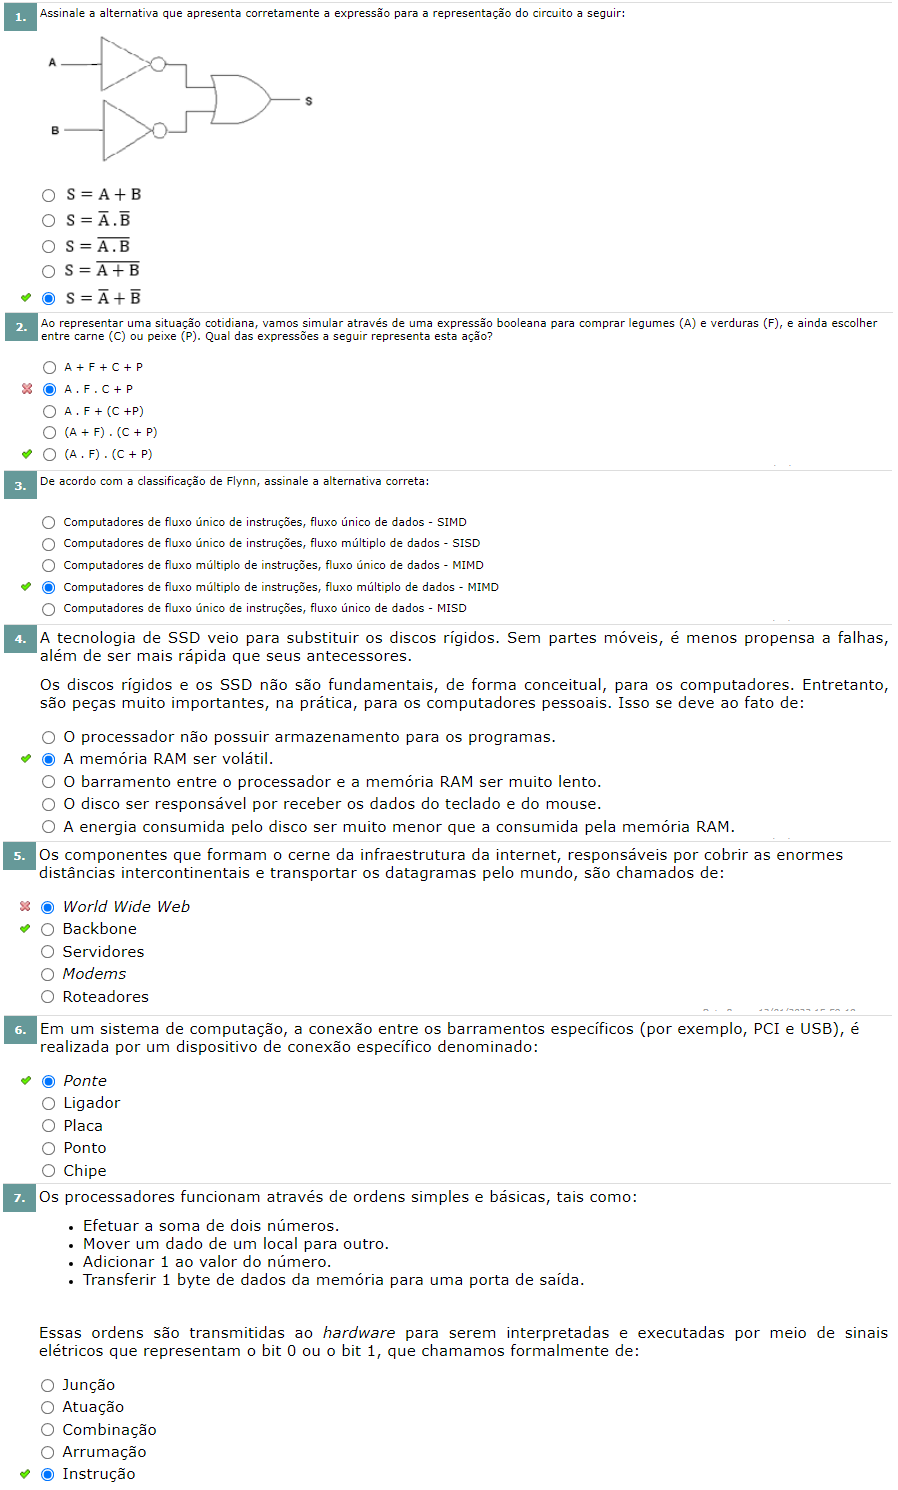 1. Assinale a alternativa que apresenta corretamente a expressão para a representação do circuito a seguir:
A
S
B
S = A + B
S = A̅ . B̅
S = A̅ ̅.̅ ̅B̅
S = A̅ ̅+̅ ̅B̅
S = A̅ + B̅
2. Ao representar uma situação cotidiana, vamos simular através de uma expressão booleana para comprar legumes (A) e verduras (F), e ainda escolher
entre carne (C) ou peixe (P). Qual das expressões a seguir representa esta ação?
A + F + C + P
A . F . C + P
A . F + (C +P)
(A + F) . (C + P)
(A . F) . (C + P)
3. De acordo com a classificação de Flynn, assinale a alternativa correta:
Computadores de fluxo único de instruções, fluxo único de dados - SIMD
Computadores de fluxo único de instruções, fluxo múltiplo de dados - SISD
Computadores de fluxo múltiplo de instruções, fluxo único de dados - MIMD
Computadores de fluxo múltiplo de instruções, fluxo múltiplo de dados - MIMD
Computadores de fluxo único de instruções, fluxo único de dados - MISD
4. A tecnologia de SSD veio para substituir os discos rígidos. Sem partes móveis, é menos propensa a falhas,
além de ser mais rápida que seus antecessores.
Os discos rígidos e os SSD não são fundamentais, de forma conceitual, para os computadores. Entretanto,
são peças muito importantes, na prática, para os computadores pessoais. Isso se deve ao fato de:
O processador não possuir armazenamento para os programas.
A memória RAM ser volátil.
O barramento entre o processador e a memória RAM ser muito lento.
O disco ser responsável por receber os dados do teclado e do mouse.
A energia consumida pelo disco ser muito menor que a consumida pela memória RAM.
5. Os componentes que formam o cerne da infraestrutura da internet, responsáveis por cobrir as enormes
distâncias intercontinentais e transportar os datagramas pelo mundo, são chamados de:
World Wide Web
Backbone
Servidores
Modems
Roteadores
6. Em um sistema de computação, a conexão entre os barramentos específicos (por exemplo, PCI e USB), é
realizada por um dispositivo de conexão específico denominado:
Ponte
Ligador
Placa
Ponto
Chipe
7. Os processadores funcionam através de ordens simples e básicas, tais como:
• Efetuar a soma de dois números.
• Mover um dado de um local para outro.
• Adicionar 1 ao valor do número.
• Transferir 1 byte de dados da memória para uma porta de saída.
Essas ordens são transmitidas ao hardware para serem interpretadas e executadas por meio de sinais
elétricos que representam o bit 0 ou o bit 1, que chamamos formalmente de:
Junção
Atuação
Combinação
Arrumação
Instrução